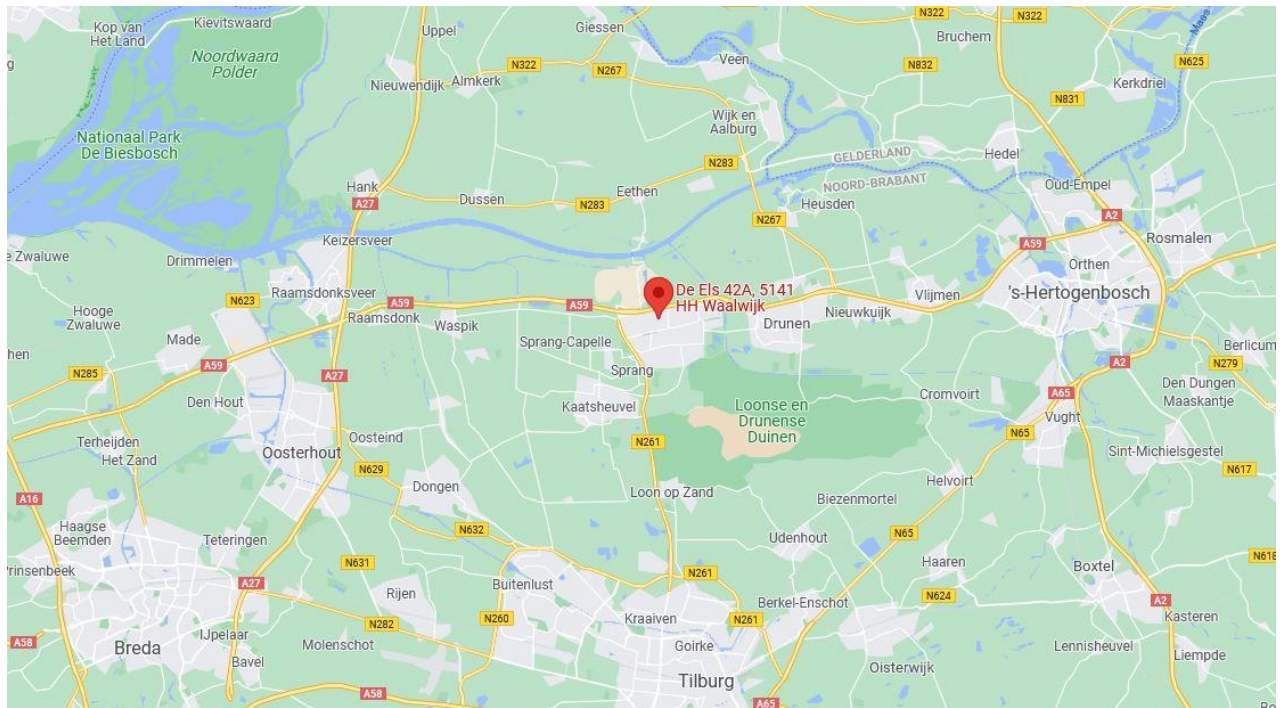 Kop van
Het Land
Kievitswaard
Uppel
Giessen
N322
N322
Bruchem
Maas
Noordwaard
Polder
N322
N267
Veen
N832
N625
g
Nieuwendijk
Almkerk
Kerkdriel
N831
Wijk en
Aalburg
Nationaal Park
De Biesbosch
GELDERLAND
Hedel
N283
NOORD-BRABANT
Hank
Eethen
Oud-Empel
A27
Dussen
N283
Heusden
A2
N267
Keizersveer
A59
Rosmalen
e Zwaluwe
Drimmelen
Orthen
De Els 42A, 5141
HH Waalwijk
Raamsdonksveer
N623
A59
A59
Vlijmen
's-Hertogenbosch
Hooge
Zwaluwe
Raamsdonk
Waspik
Drunen
Nieuwkuijk
Made
Sprang-Capelle
Berlicum
hen
A59
N285
A27
Sprang
A2
N279
Den Hout
Kaatsheuvel
Loonse en
Drunense
Duinen
Cromvoirt
A65
Den Dungen
Maaskantje
Vught
Terheijden
Het Zand
Oosteind
N261
N65
Oosterhout
N629
Sint-Michielsgestel
N617
A16
Dongen
Loon op Zand
Biezenmortel
Helvoirt
Haagse
Beemden
Teteringen
N632
Udenhout
N65
N618
Prinsenbeek
N631
Haaren
Boxtel
A27
Rijen
Buitenlust
N261
Berkel-Enschot
N624
A2
Kraaiven
N261
Kasteren
A58
IJpelaar
N282
N260
Breda
Molenschot
Goirke
Lennisheuvel
Liempde
Bavel
Oisterwijk
Tilburg
A58
A65
Bo